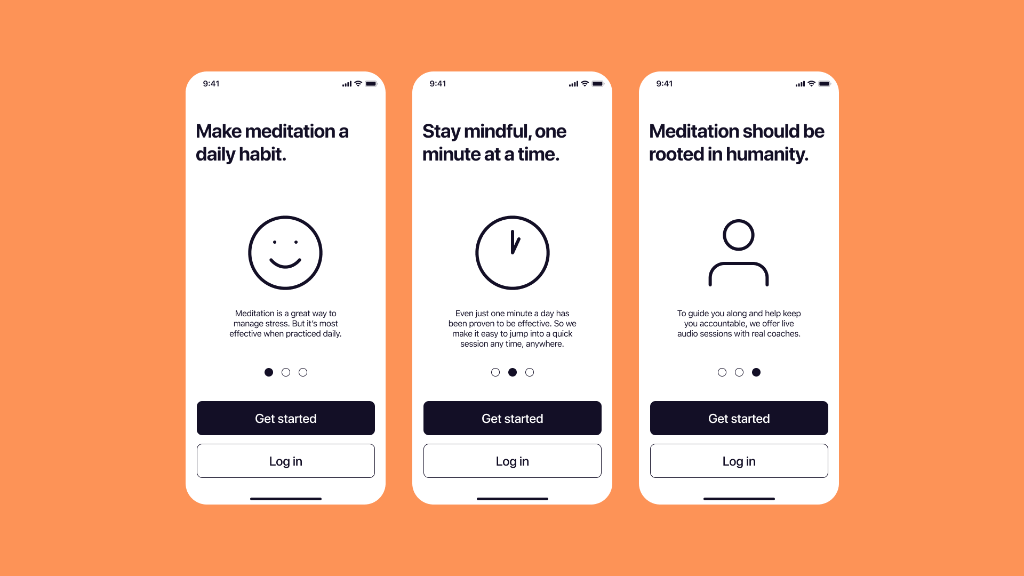 9:41
Make meditation a
daily habit.
Meditation is a great way to
manage stress. But it's most
effective when practiced daily.
Get started
Log in
9:41
Stay mindful, one
minute at a time.
Even just one minute a day has
been proven to be effective. So we
make it easy to jump into a quick
session any time, anywhere.
Get started
Log in
9:41
Meditation should be
rooted in humanity.
To guide you along and help keep
you accountable, we offer live
audio sessions with real coaches.
Get started
Log in